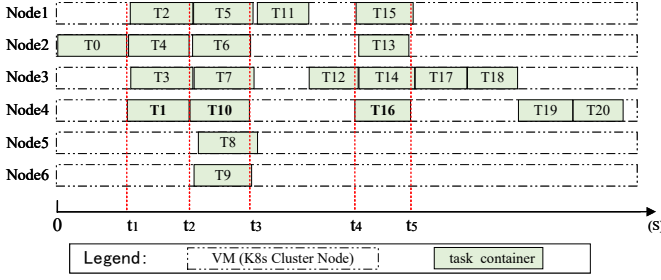 Node1 T2 T5 T11 T15
Node2 T0 T4 T6 T13
Node3 T3 T7 T12 T14 T17 T18
Node4 T1 T10 T16 T19 T20
Node5 T8
Node6 T9
0 t1 t2 t3 t4 t5 (S)
Legend: VM (K8s Cluster Node) task container